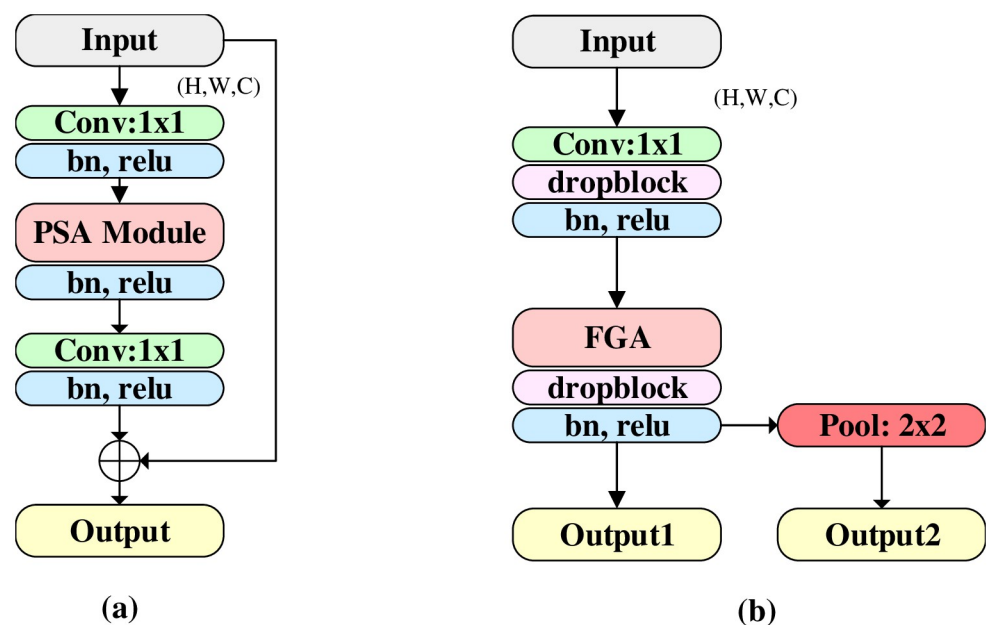 Input
(H,W,C)
Conv:1x1
bn, relu
PSA Module
bn, relu
Conv:1x1
bn, relu
Output
(a)
Input
(H,W,C)
Conv:1x1
dropblock
bn, relu
FGA
dropblock
bn, relu
Pool: 2x2
Output1
Output2
(b)